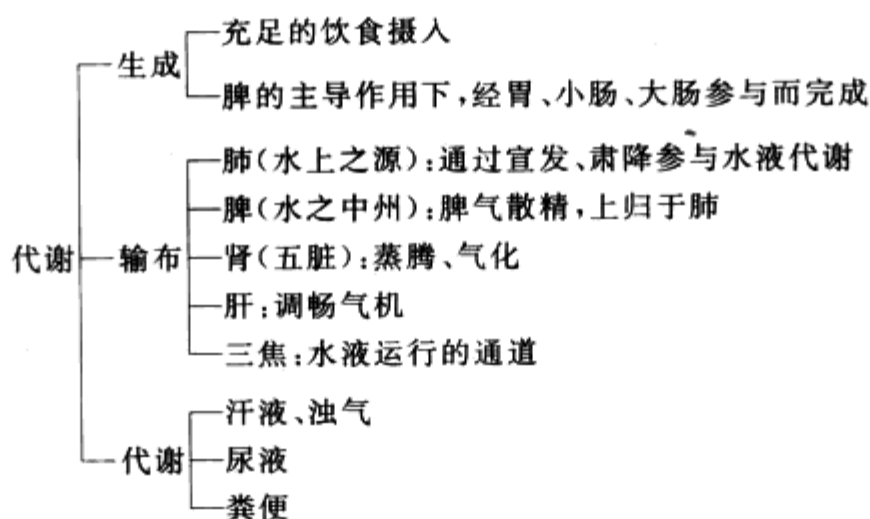 充足的饮食摄入
生成
脾的主导作用下,经胃、小肠、大肠参与而完成
肺(水上之源):通过宣发、肃降参与水液代谢
脾(水之中州):脾气散精,上归于肺
代谢 输布 肾(五脏):蒸腾、气化
肝:调畅气机
三焦:水液运行的通道
汗液、浊气
代谢 尿液
粪便